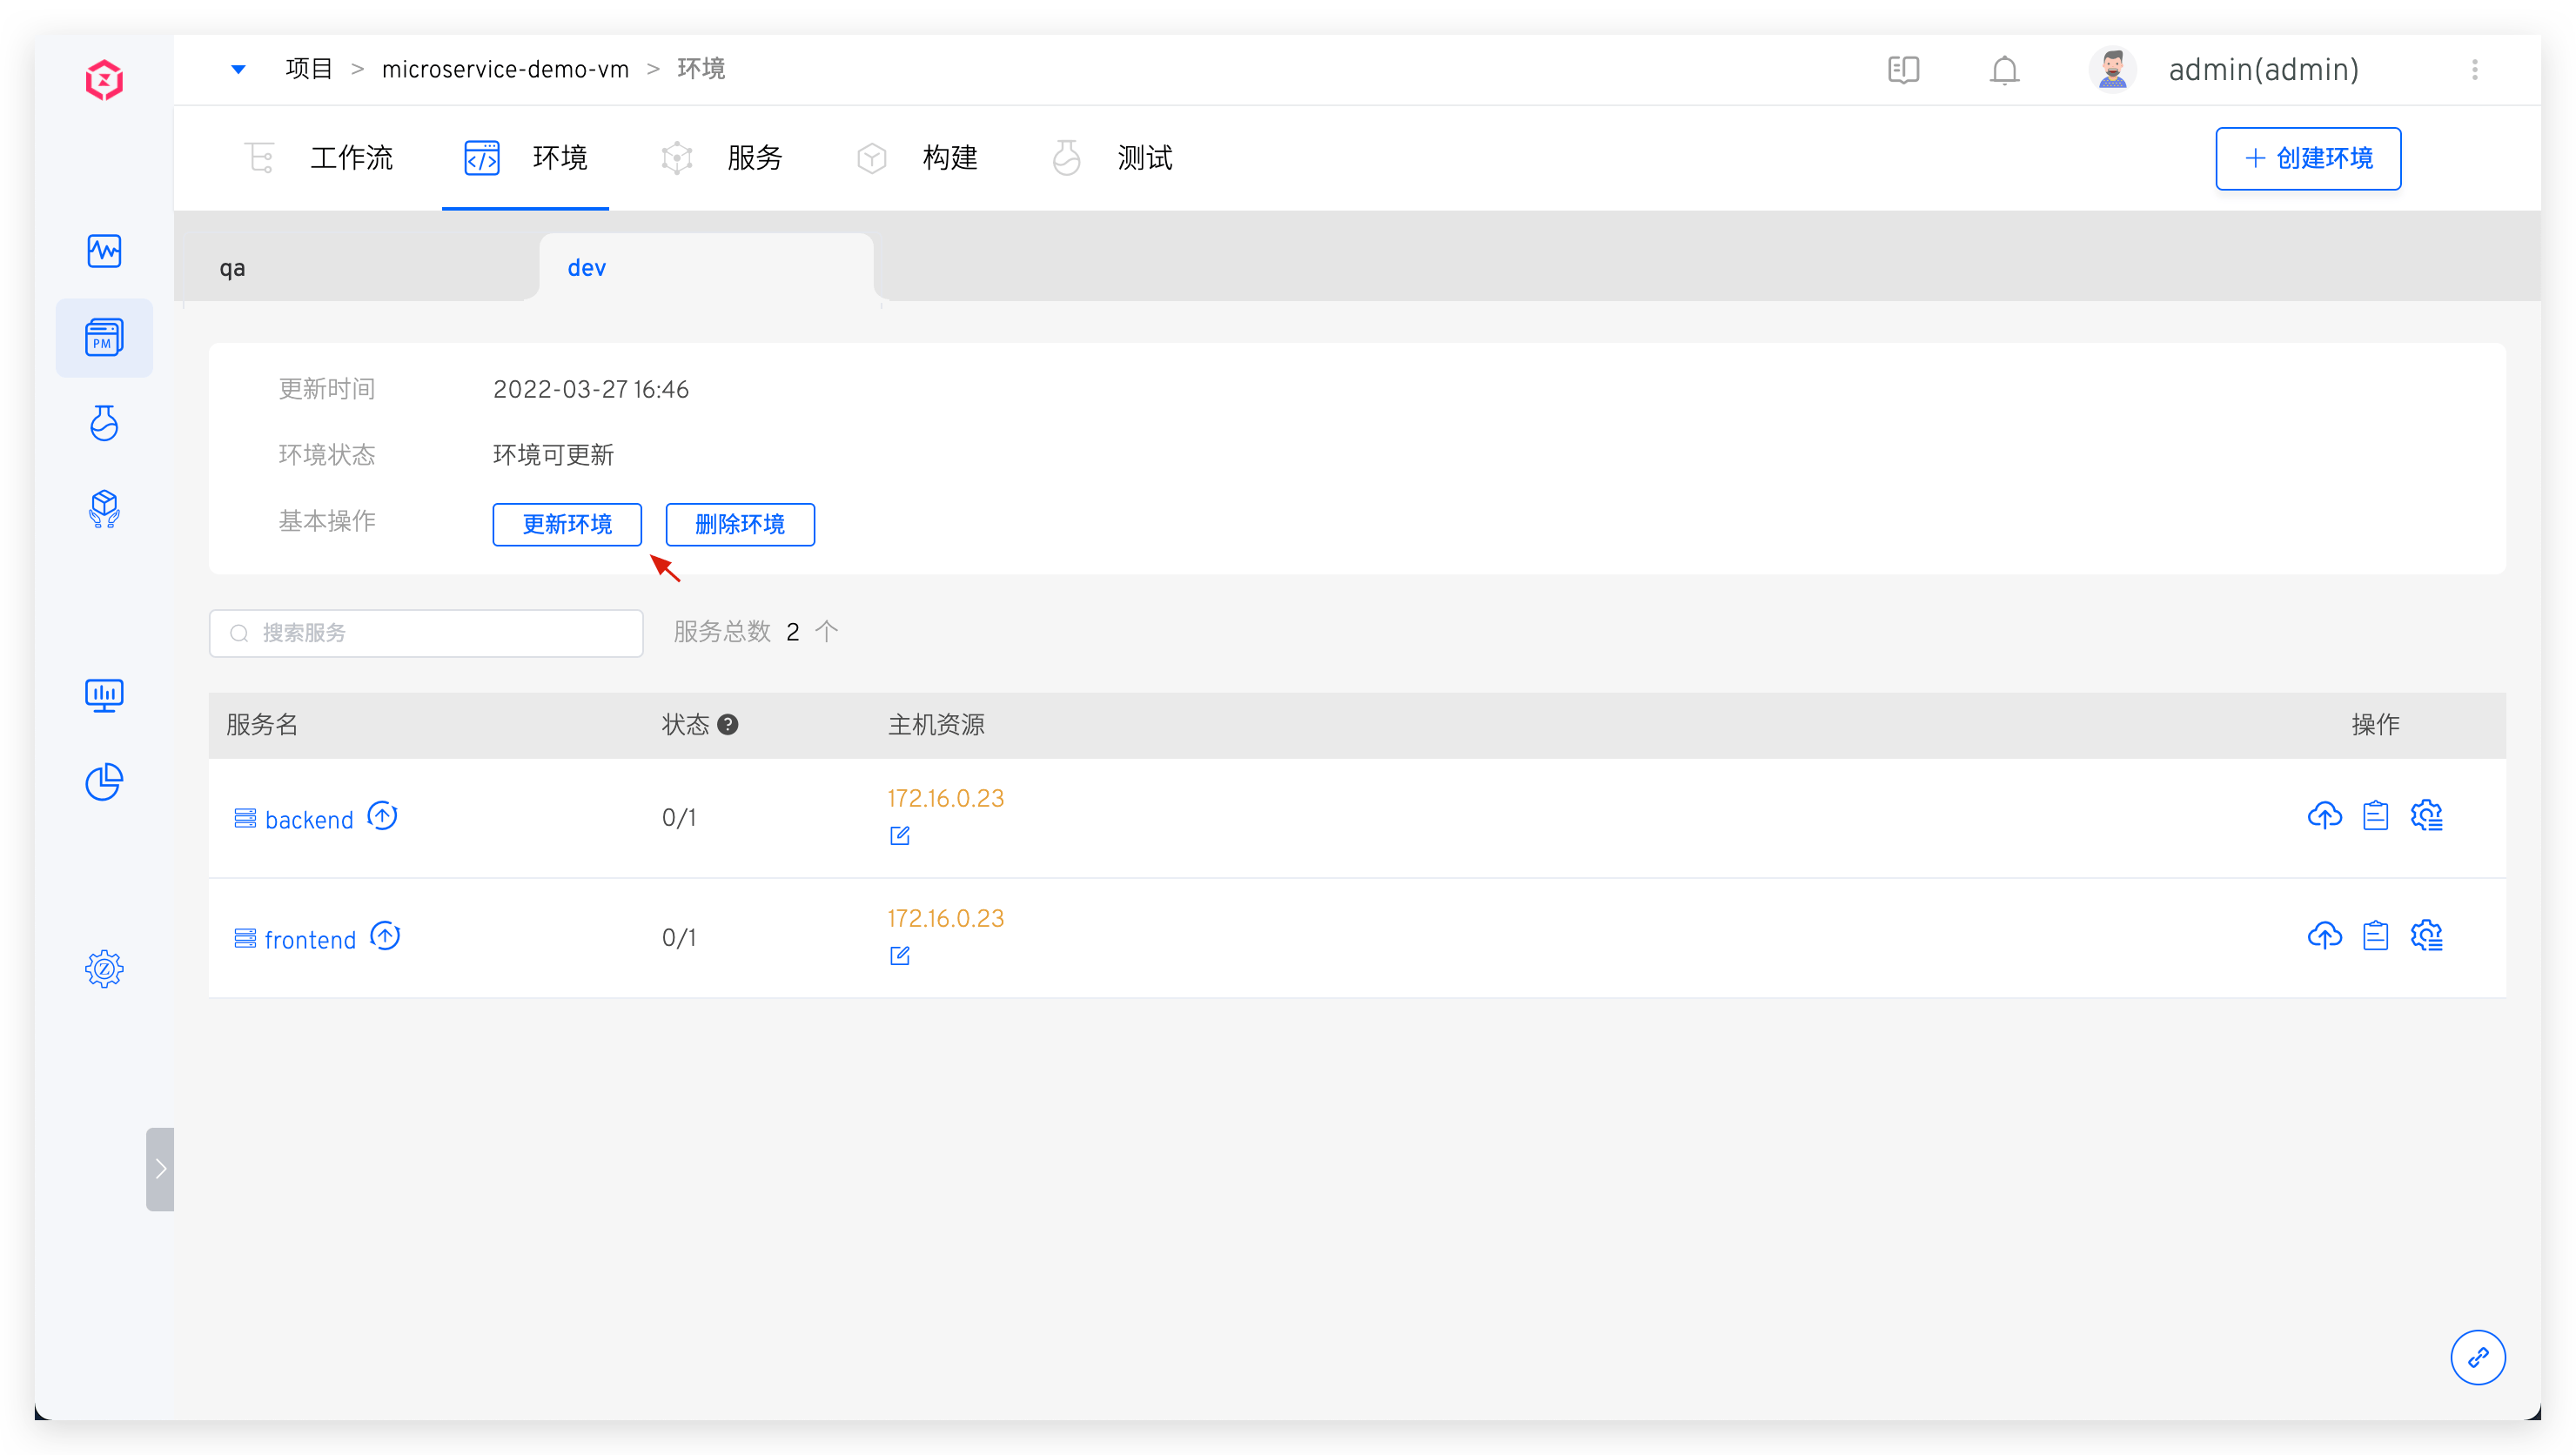 项目 > microservice-demo-vm > 环境
admin(admin)
工作流 环境 服务 构建 测试
+ 创建环境
qa dev
PM
更新时间 2022-03-27 16:46
环境状态 环境可更新
基本操作 更新环境 删除环境
搜索服务 服务总数 2 个
服务名 状态 ? 主机资源 操作
backend 0/1 172.16.0.23
frontend 0/1 172.16.0.23